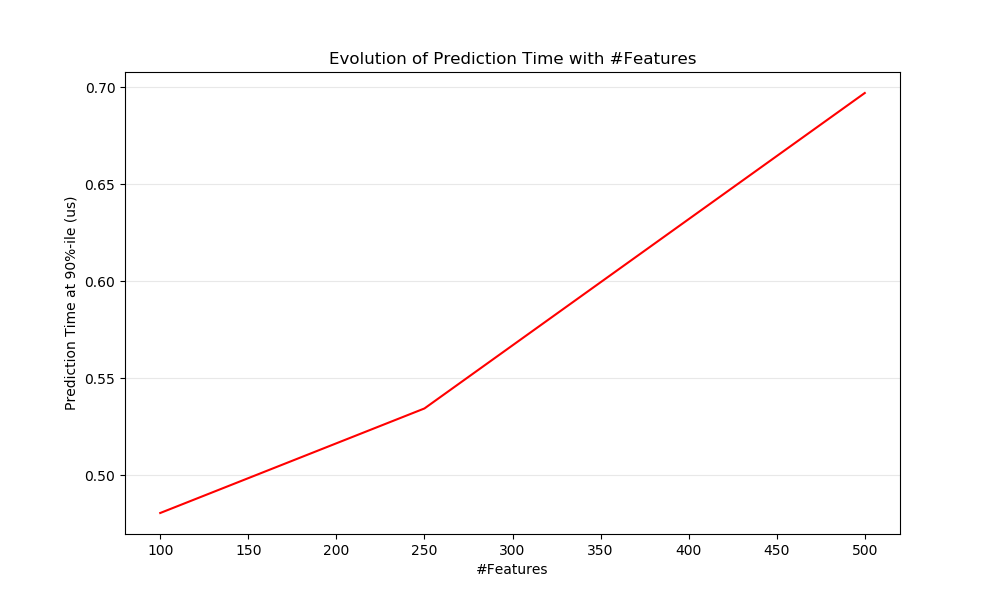 Evolution of Prediction Time with #Features
Prediction Time at 90%-ile (us)
0.70
0.65
0.60
0.55
0.50
100 150 200 250 300 350 400 450 500
#Features